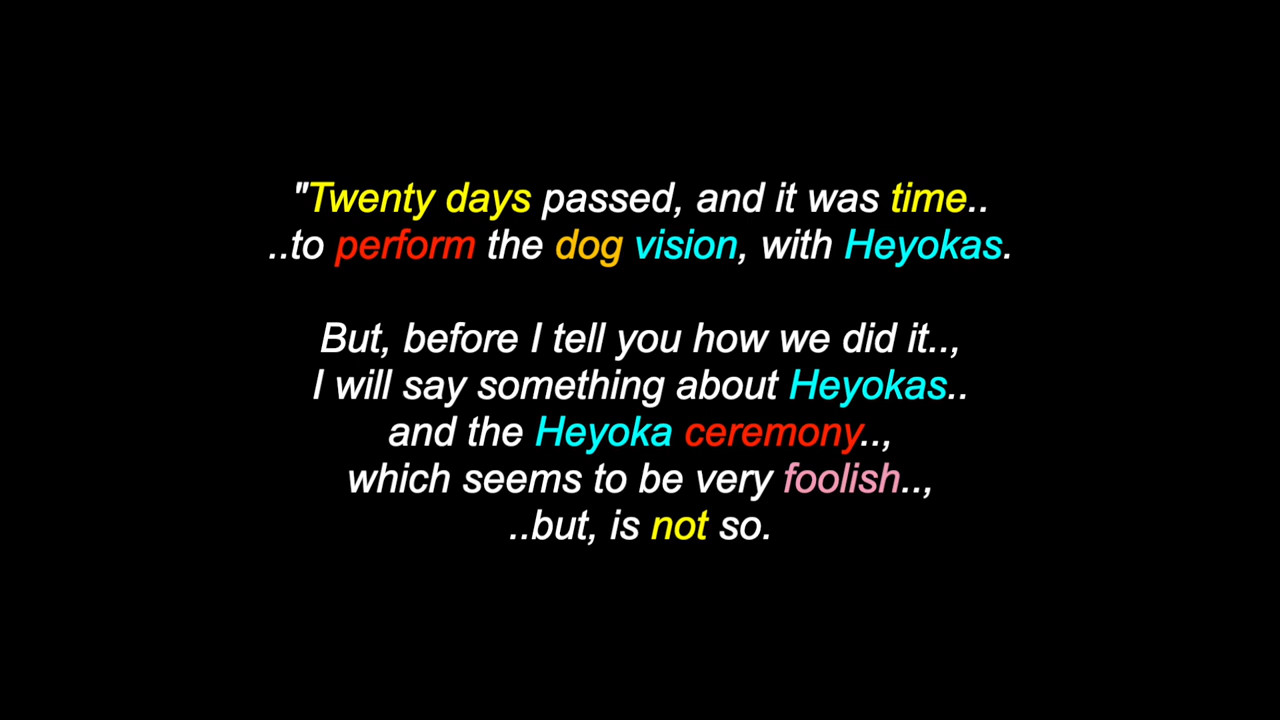 "Twenty days passed, and it was time..
..to perform the dog vision, with Heyokas.
But, before I tell you how we did it..,
I will say something about Heyokas..
and the Heyoka ceremony..,
which seems to be very foolish..,
..but, is not so.